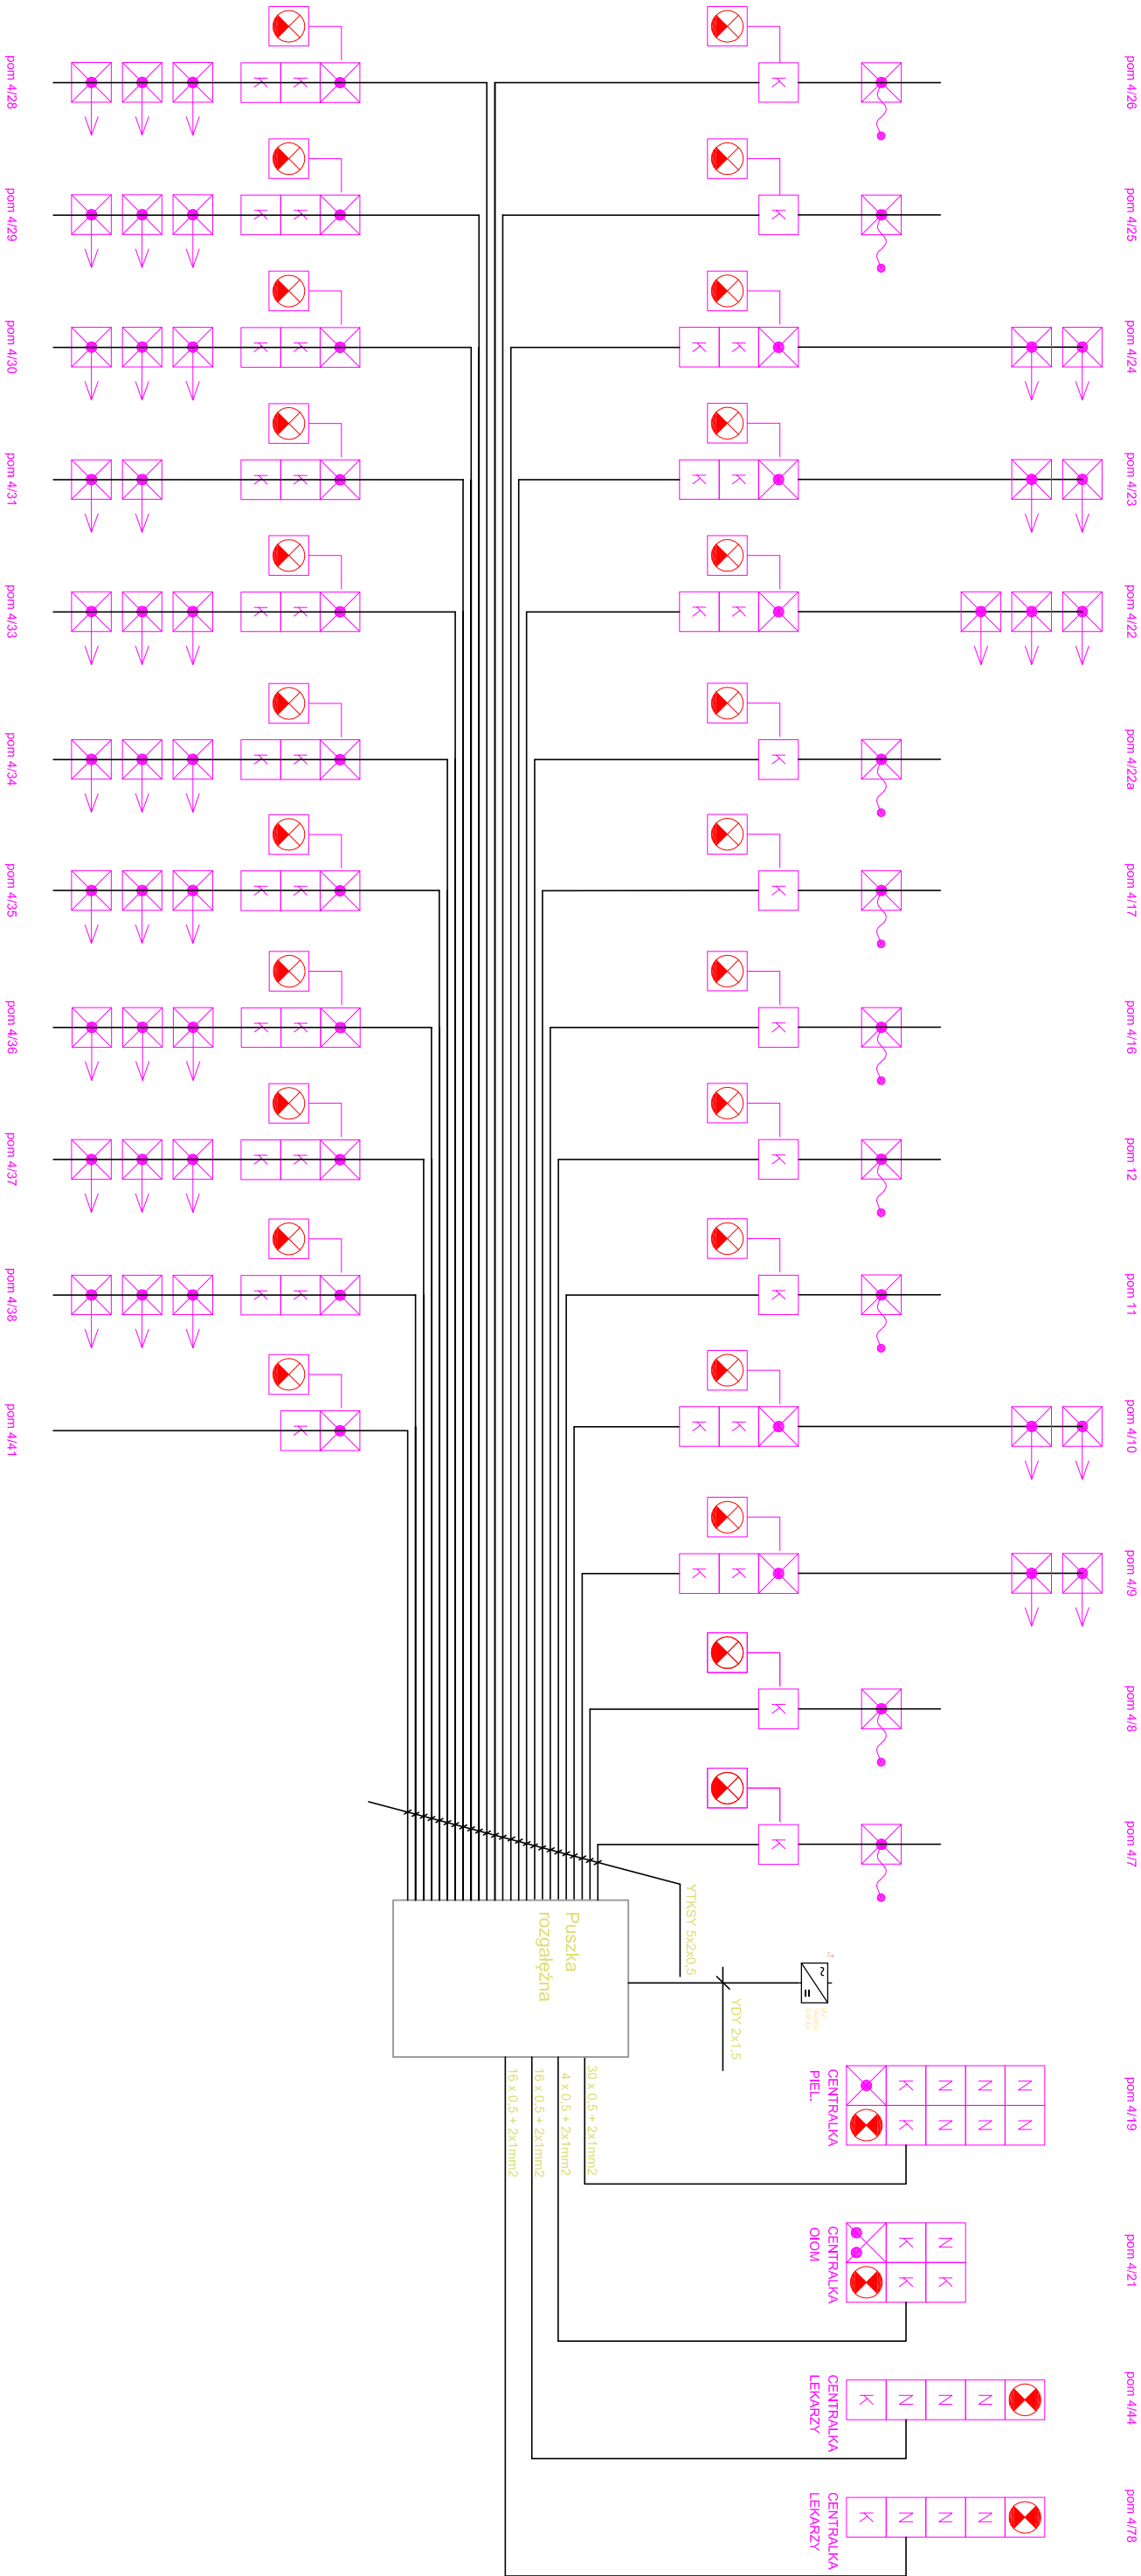 pom 4/26
pom 4/25
pom 4/24
pom 4/23
pom 4/22
pom 4/22a
pom 4/17
pom 4/16
pom 12
pom 11
pom 4/10
pom 4/9
pom 4/8
pom 4/7
pom 4/19
pom 4/21
pom 4/44
pom 4/78
N N
N N N N
N N N K N N
K K K K N N
K K
CENTRALKA
PIEL.
CENTRALKA
OIOM
CENTRALKA
LEKARZY
CENTRALKA
LEKARZY
K K K K K K K K K
YDY 2x1,5
K K K K K
K K K K K
YTKSY 5x2x0,5
30 x 0,5 + 2x1mm2
4 x 0,5 + 2x1mm2
16 x 0,5 + 2x1mm2
16 x 0,5 + 2x1mm2
Puszka
rozgałęźna
K K K K K K K K K K K
K K K K K K K K K K
pom 4/28
pom 4/29
pom 4/30
pom 4/31
pom 4/33
pom 4/34
pom 4/35
pom 4/36
pom 4/37
pom 4/38
pom 4/41